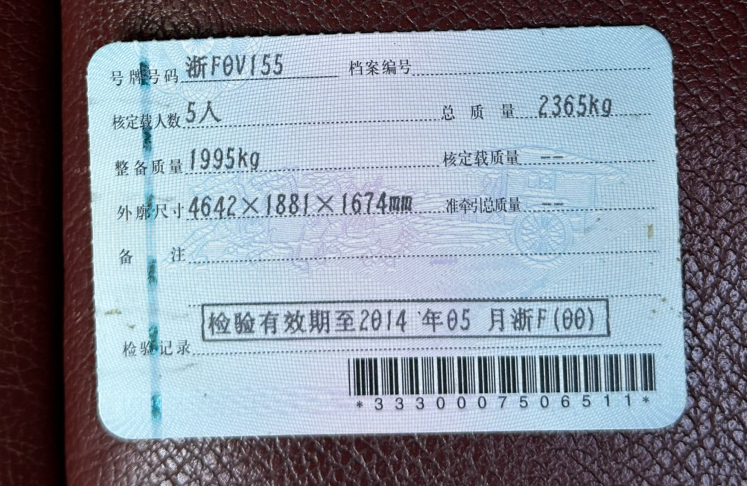 号牌号码 浙F0V155 档案编号
核定载人数 5人 总质量 2365kg
整备质量 1995kg 核定载质量 --
外廓尺寸 4642×1881×1674mm 准牵引总质量 --
备注
检验有效期至2014年05月浙F(00)
检验记录
*3330007506511*